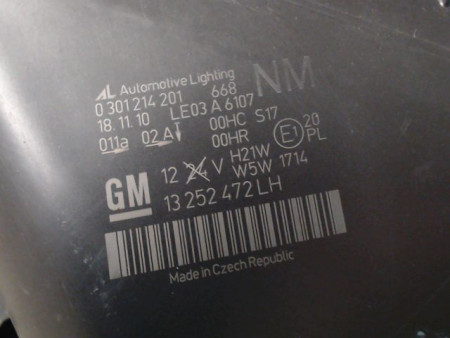 AL Automotive Lighting NM
0 301 214 201 668
18.11.10 LE03 A 6107
011a 02A 00HC S17 E1 20
00HR PL
12 24 V H21W
W5W 1714
GM 13 252 472 LH
Made in Czech Republic